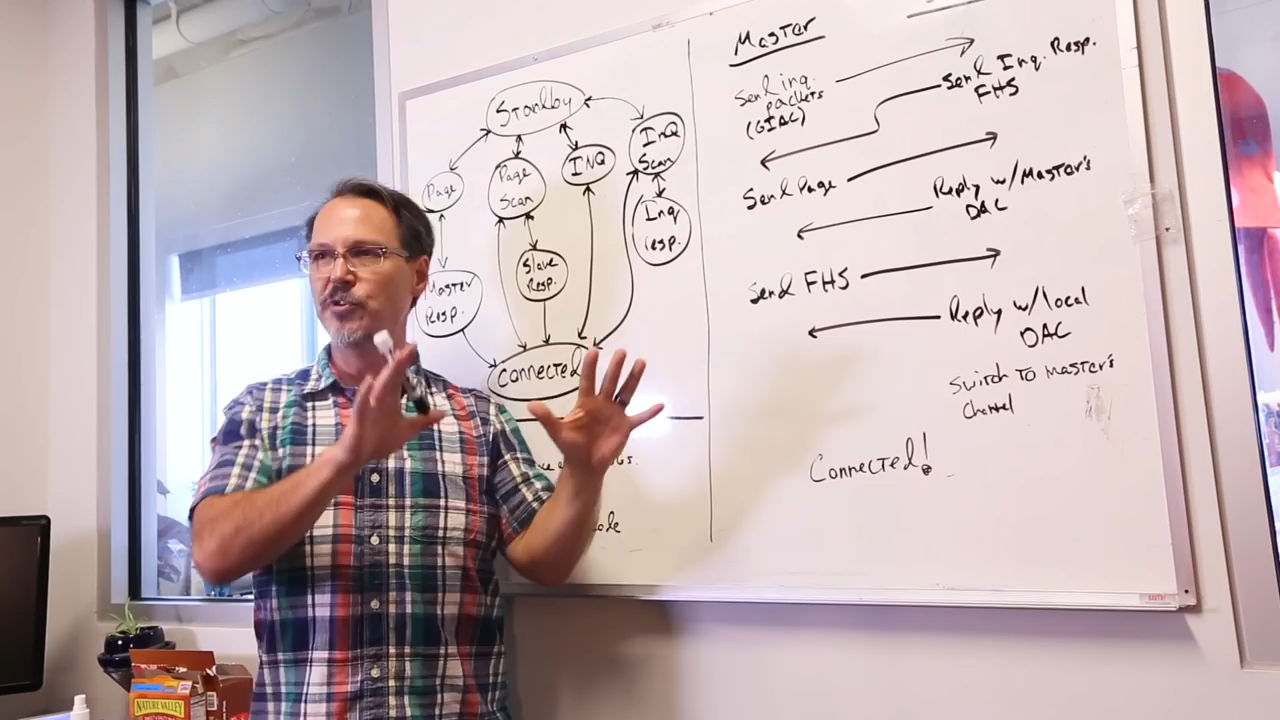 Standby
Page
Page
Scan
INQ
InQ
Scan
Inq
resp.
Master
Resp.
Slave
Resp.
Connected
Master
Send inq.
packets
(GIAC)
Send Inq. Resp.
FHS
Send Page
Reply w/Master's
DAC
Send FHS
Reply w/local
DAC
Switch to Master's
Channel
Connected!
NATURE VALLEY